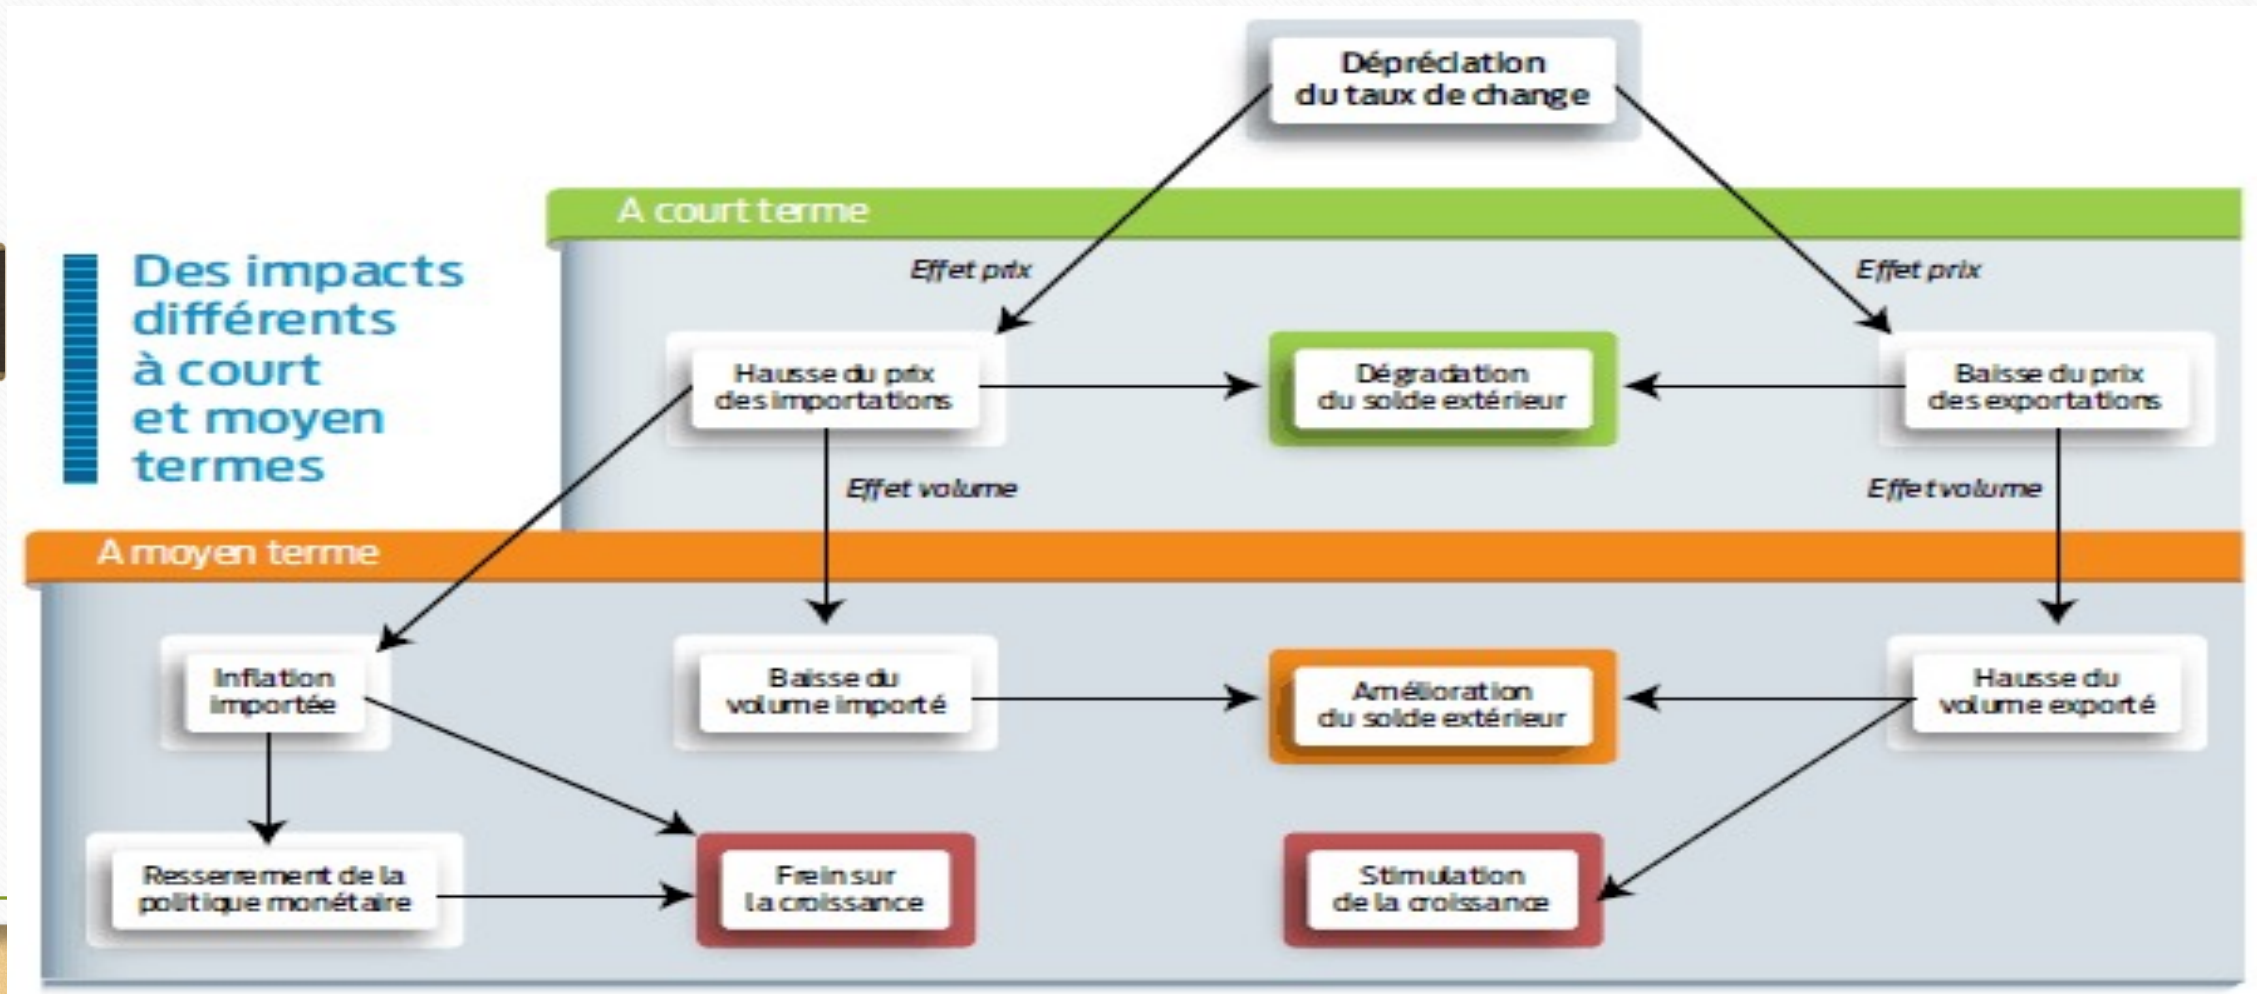 Dépréciation
du taux de change
A court terme
Des impacts
différents
à court
et moyen
termes
Effet prix
Effet prix
Hausse du prix
des importations
Dégradation
du solde extérieur
Baisse du prix
des exportations
Effet volume
Effet volume
A moyen terme
Inflation
importée
Baisse du
volume importé
Amélioration
du solde extérieur
Hausse du
volume exporté
Resserrement de la
politique monétaire
Frein sur
la croissance
Stimulation
de la croissance